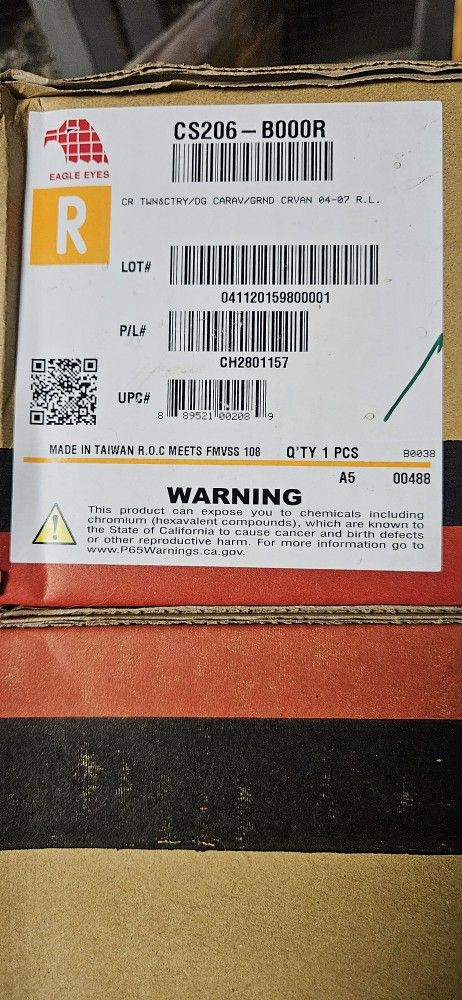 CS206-B000R
EAGLE EYES
CR TWN&CTRY/DG CARAV/GRND CRVAN 04-07 R.L.
R
LOT#
041120159800001
P/L#
CH2801157
UPC#
8 89521 00208 9
MADE IN TAIWAN R.O.C MEETS FMVSS 108 Q'TY 1 PCS B0038
A5 00488
WARNING
This product can expose you to chemicals including
chromium (hexavalent compounds), which are known to
the State of California to cause cancer and birth defects
or other reproductive harm. For more information go to
www.P65Warnings.ca.gov.